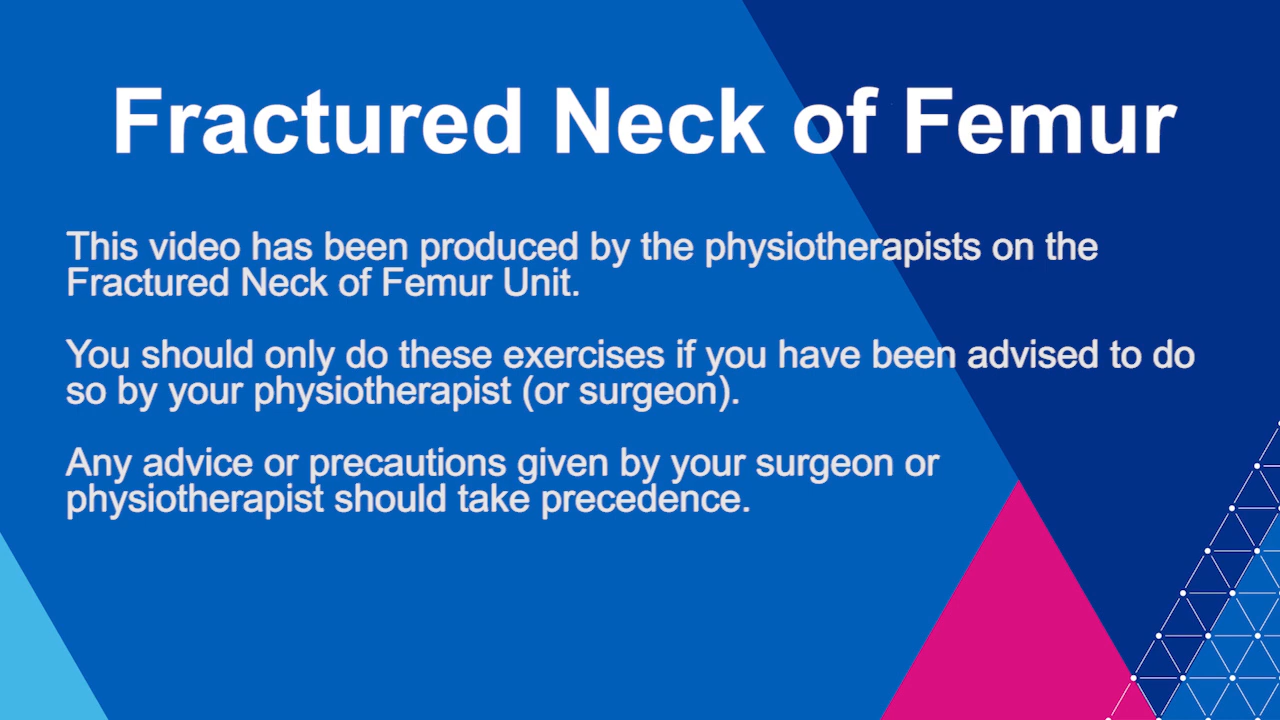 Fractured Neck of Femur
This video has been produced by the physiotherapists on the
Fractured Neck of Femur Unit.
You should only do these exercises if you have been advised to do
so by your physiotherapist (or surgeon).
Any advice or precautions given by your surgeon or
physiotherapist should take precedence.